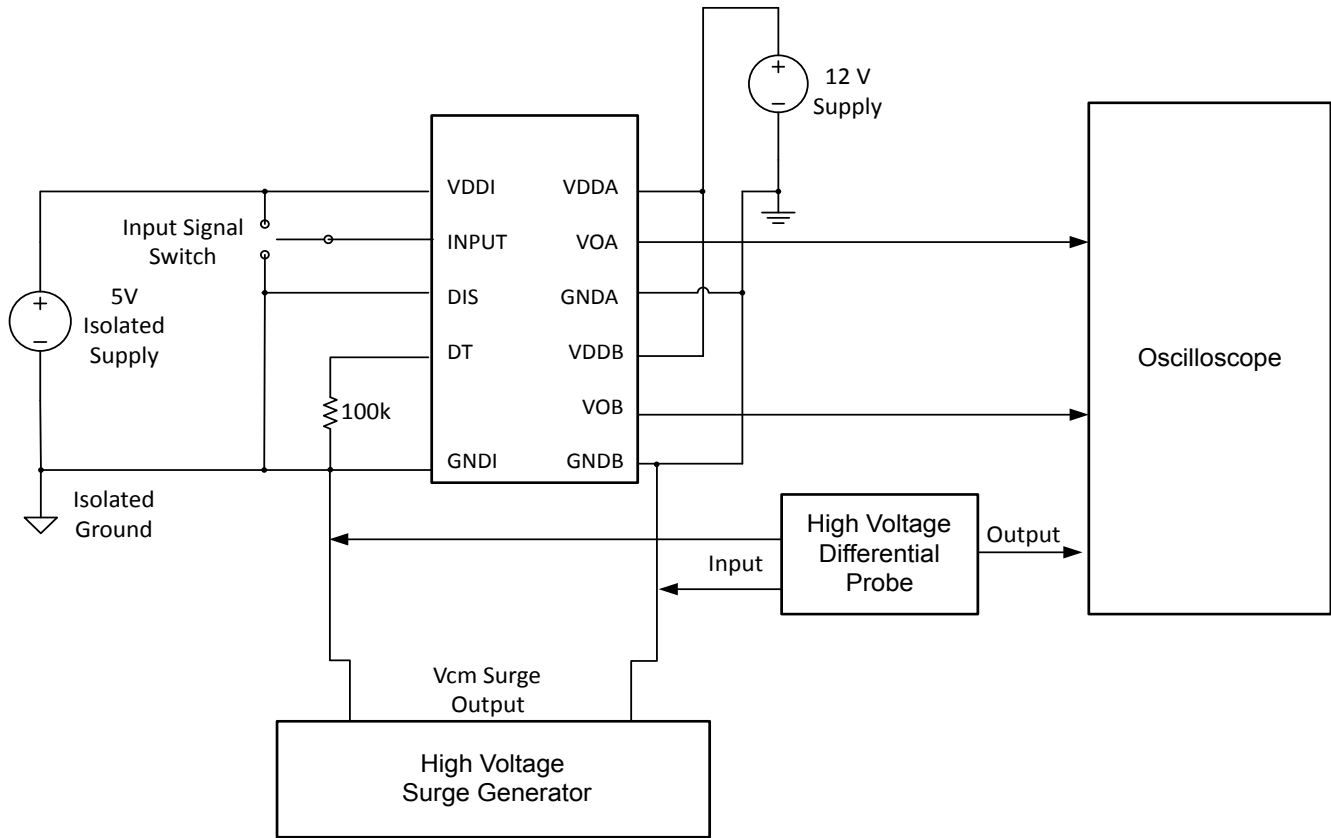 12 V
Supply
VDDI
VDDA
Input Signal
Switch
INPUT
VOA
5V
Isolated
Supply
DIS
GNDA
DT
VDDB
Oscilloscope
100k
VOB
GNDI
GNDB
Isolated
Ground
High Voltage
Differential
Probe
Input
Output
Vcm Surge
Output
High Voltage
Surge Generator
+
−
+
−